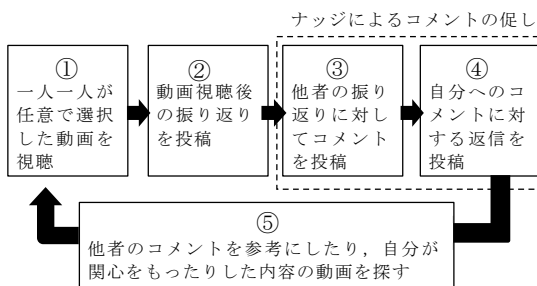 ナッジによるコメントの促し
①
一人一人が
任意で選択
した動画を
視聴
②
動画視聴後
の振り返り
を投稿
③
他者の振り
返りに対し
てコメント
を投稿
④
自分へのコ
メントに対
する返信を
投稿
⑤
他者のコメントを参考にしたり，自分が
関心をもったりした内容の動画を探す